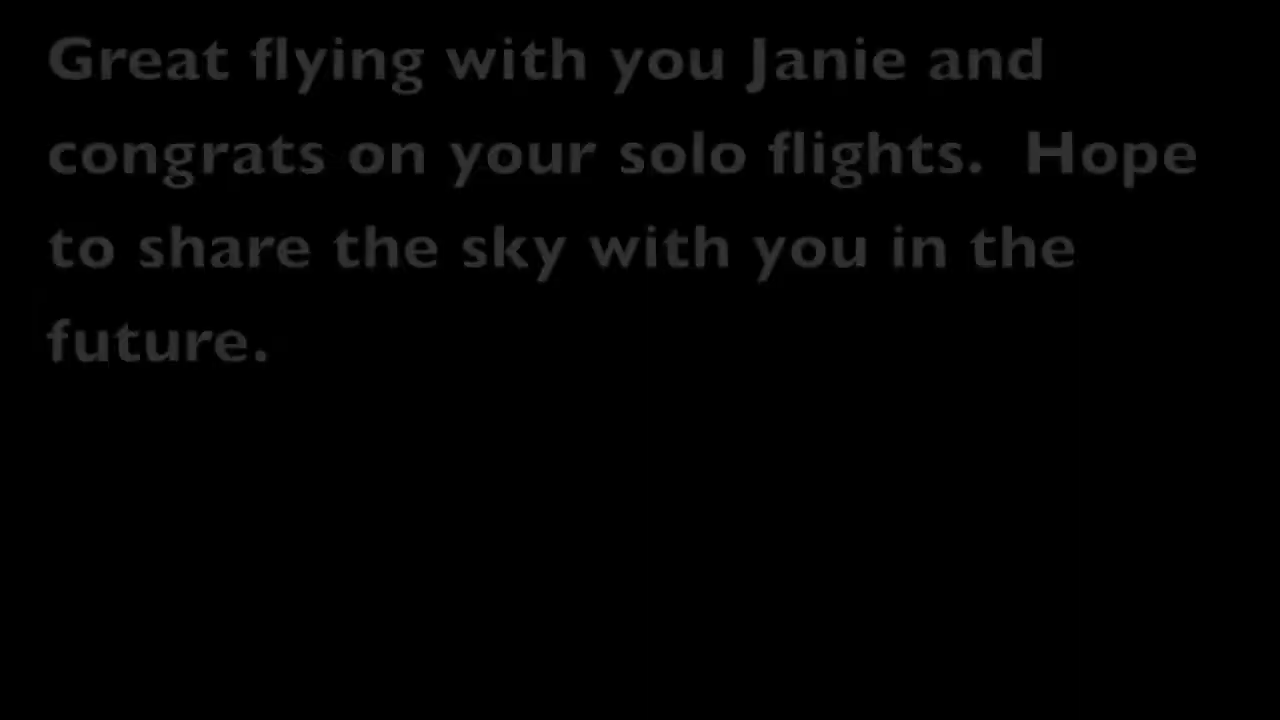 Great flying with you Janie and
congrats on your solo flights.  Hope
to share the sky with you in the
future.